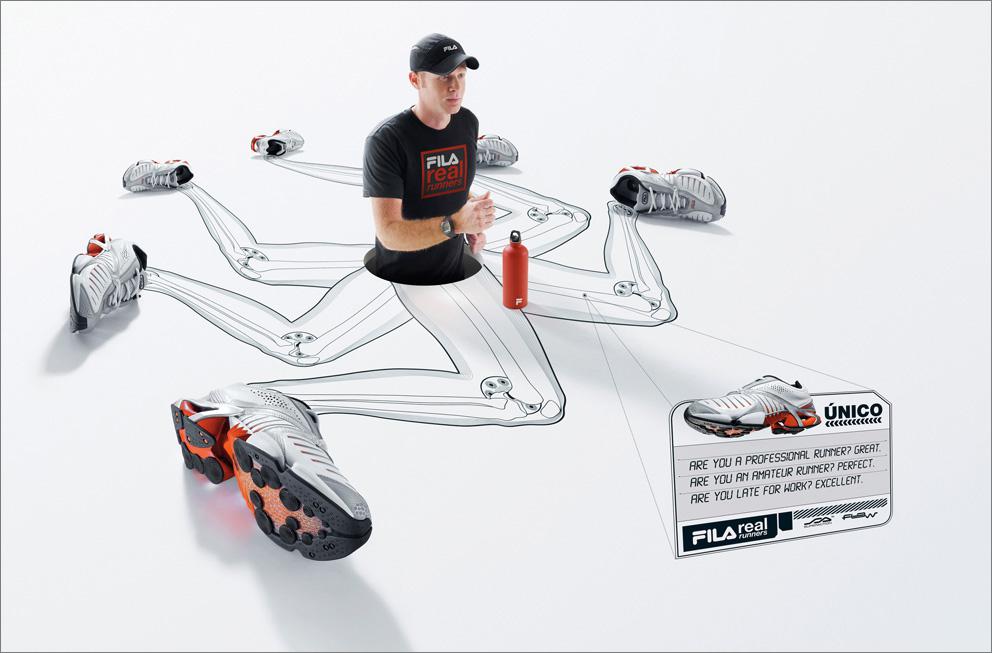 FILA
FILA
real
runners
F
ÚNICO
ARE YOU A PROFESSIONAL RUNNER? GREAT.
ARE YOU AN AMATEUR RUNNER? PERFECT.
ARE YOU LATE FOR WORK? EXCELLENT.
FILA real
runners